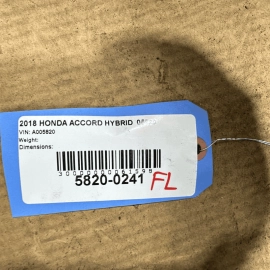 2018 HONDA ACCORD HYBRID
VIN: A005820
Weight:
Dimensions:
5820-0241
FL